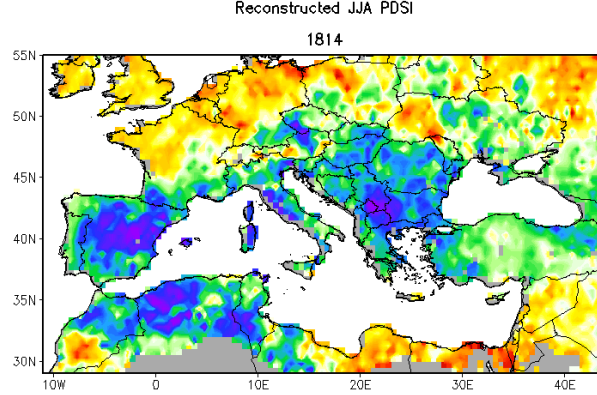 Reconstructed JJA PDSI
1814
55N
50N
45N
40N
35N
30N
10W 0 10E 20E 30E 40E